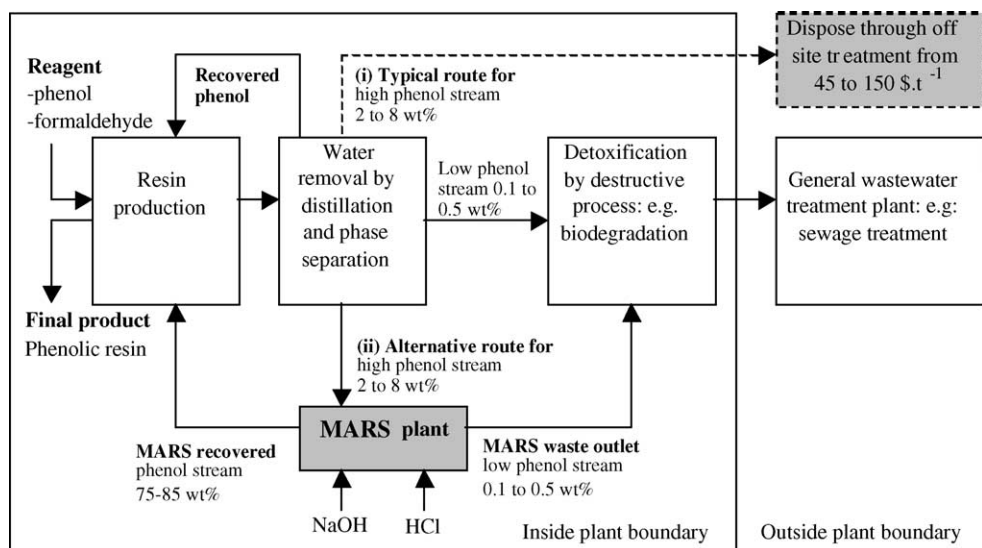 Reagent
-phenol
-formaldehyde
Recovered
phenol
(i) Typical route for
high phenol stream
2 to 8 wt%
Dispose through off
site treatment from
45 to 150 $.t -1
Resin
production
Water
removal by
distillation
and phase
separation
Low phenol
stream 0.1 to
0.5 wt%
Detoxification
by destructive
process: e.g.
biodegradation
General wastewater
treatment plant: e.g:
sewage treatment
Final product
Phenolic resin
(ii) Alternative route for
high phenol stream
2 to 8 wt%
MARS plant
MARS recovered
phenol stream
75-85 wt%
MARS waste outlet
low phenol stream
0.1 to 0.5 wt%
NaOH
HCl
Inside plant boundary
Outside plant boundary